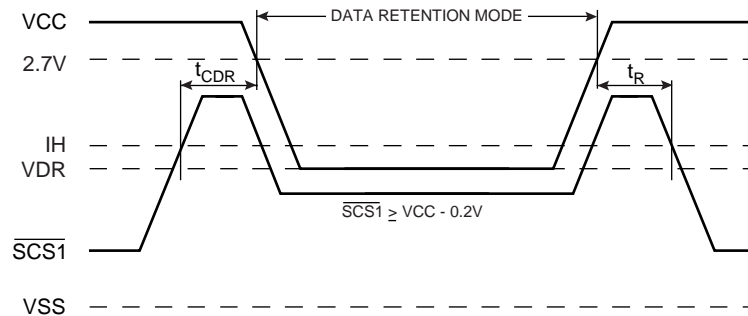 VCC
DATA RETENTION MODE
2.7V
tCDR
tR
IH
VDR
SCS1 ≥ VCC - 0.2V
SCS1
VSS